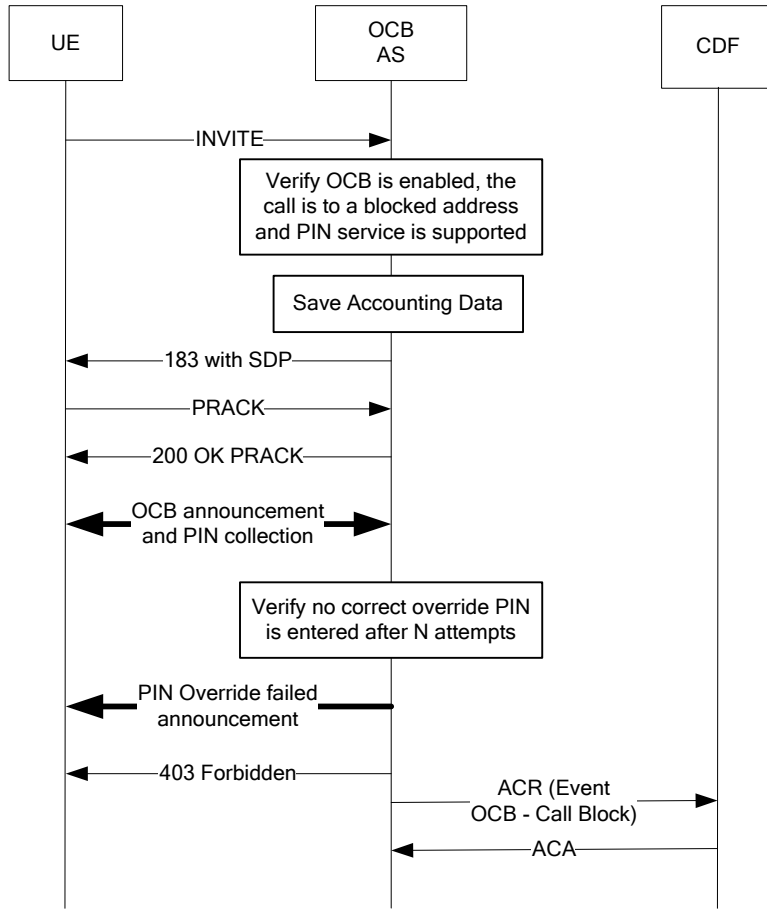 UE
OCB
AS
CDF
INVITE
Verify OCB is enabled, the
call is to a blocked address
and PIN service is supported
Save Accounting Data
183 with SDP
PRACK
200 OK PRACK
OCB announcement
and PIN collection
Verify no correct override PIN
is entered after N attempts
PIN Override failed
announcement
403 Forbidden
ACR (Event
OCB - Call Block)
ACA